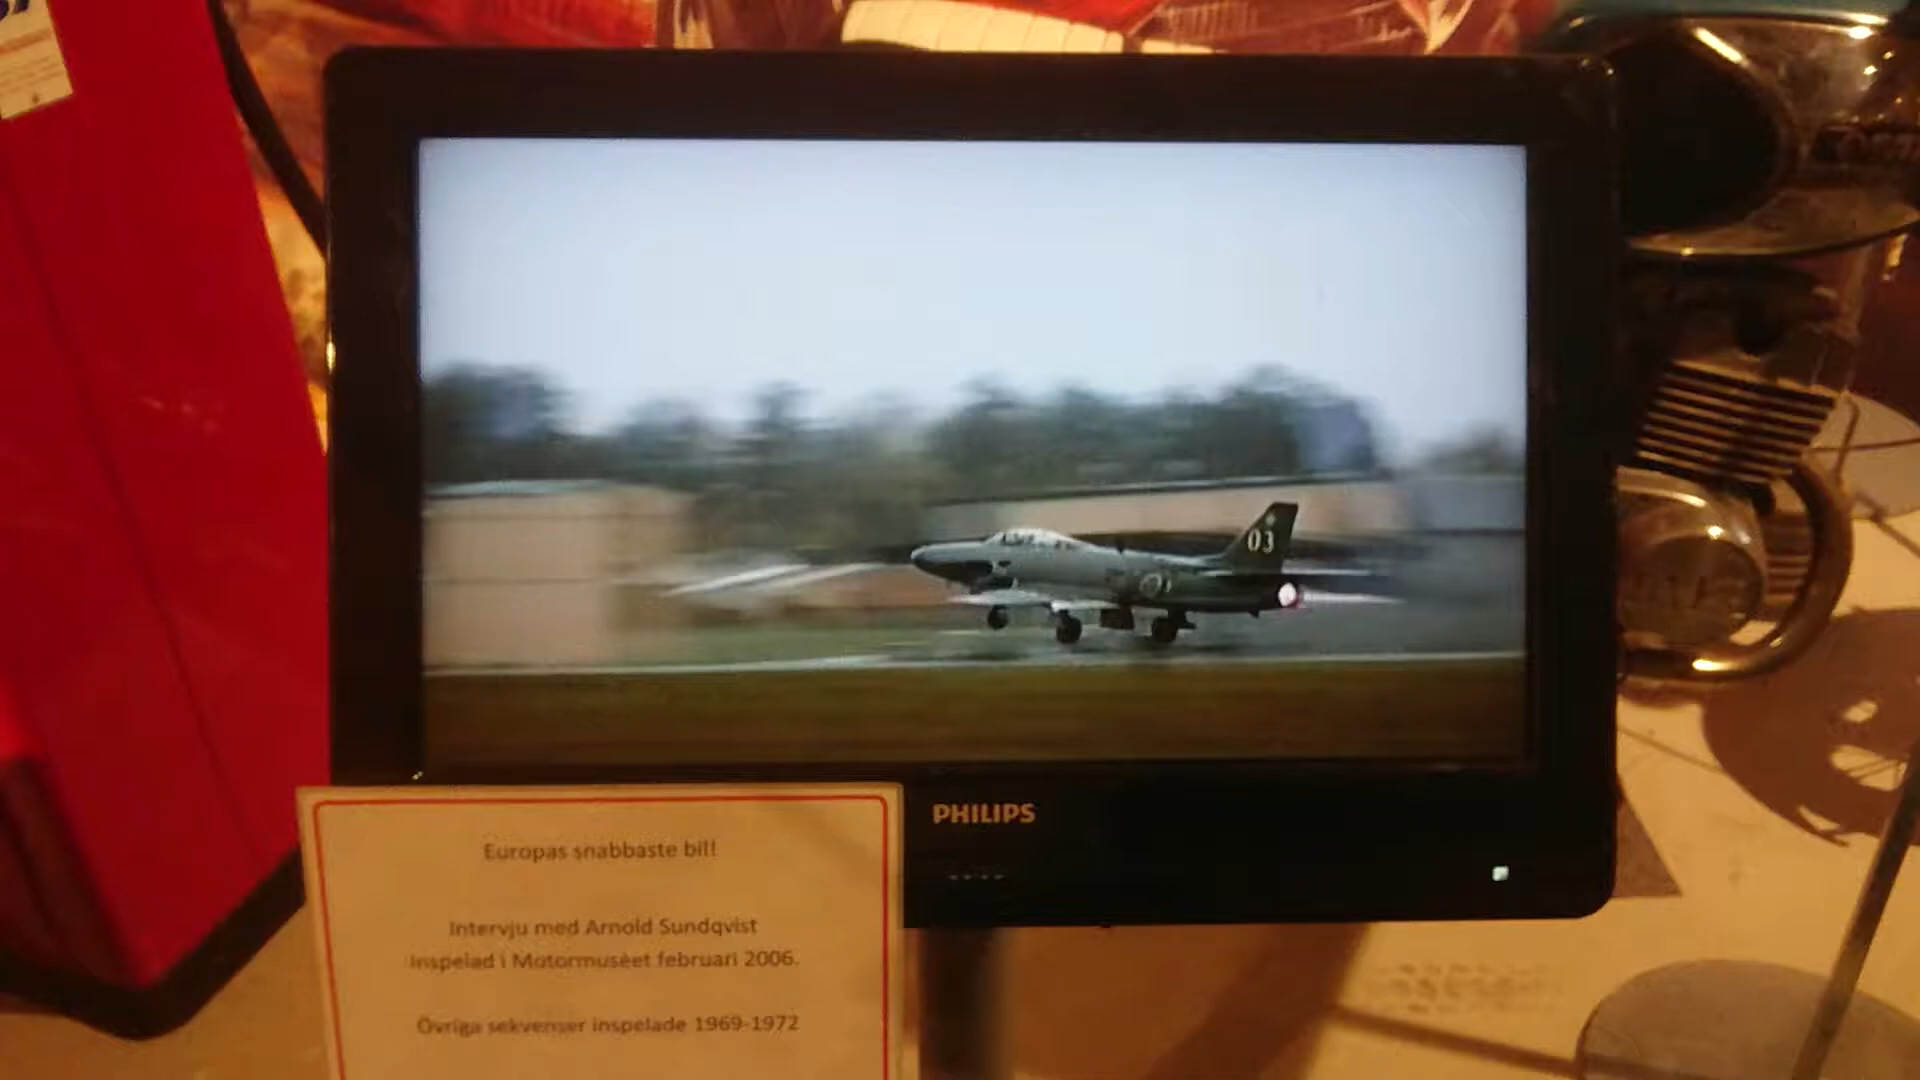 03
PHILIPS
Europas snabbaste bil!
Intervju med Arnold Sundqvist
Inspelad i Motormuséet februari 2006.
Övriga sekvenser inspelade 1969-1972